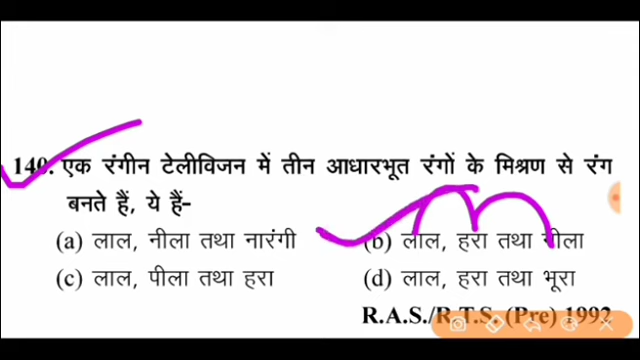 140. एक रंगीन टेलीविजन में तीन आधारभूत रंगों के मिश्रण से रंग
बनते हैं, ये हैं-
(a) लाल, नीला तथा नारंगी (b) लाल, हरा तथा नीला
(c) लाल, पीला तथा हरा (d) लाल, हरा तथा भूरा
R.A.S./R.T.S. (Pre) 1992